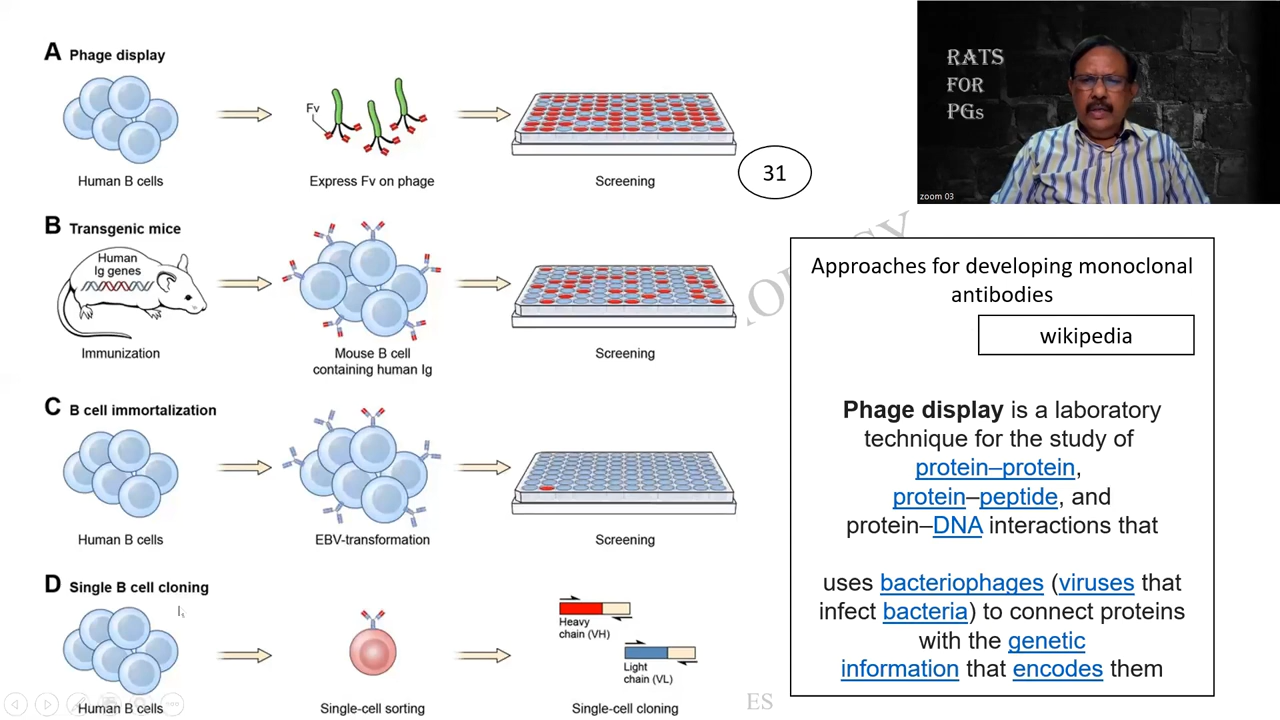 A Phage display
Fv
Human B cells
Express Fv on phage
Screening
31
B Transgenic mice
Human
Ig genes
Immunization
Mouse B cell
containing human Ig
Screening
C B cell immortalization
Human B cells
EBV-transformation
Screening
D Single B cell cloning
Heavy
chain (VH)
Light
chain (VL)
Human B cells
Single-cell sorting
Single-cell cloning
RATS
FOR
PGs
zoom 03
Approaches for developing monoclonal
antibodies
wikipedia
Phage display is a laboratory
technique for the study of
protein–protein,
protein–peptide, and
protein–DNA interactions that
uses bacteriophages (viruses that
infect bacteria) to connect proteins
with the genetic
information that encodes them
ES